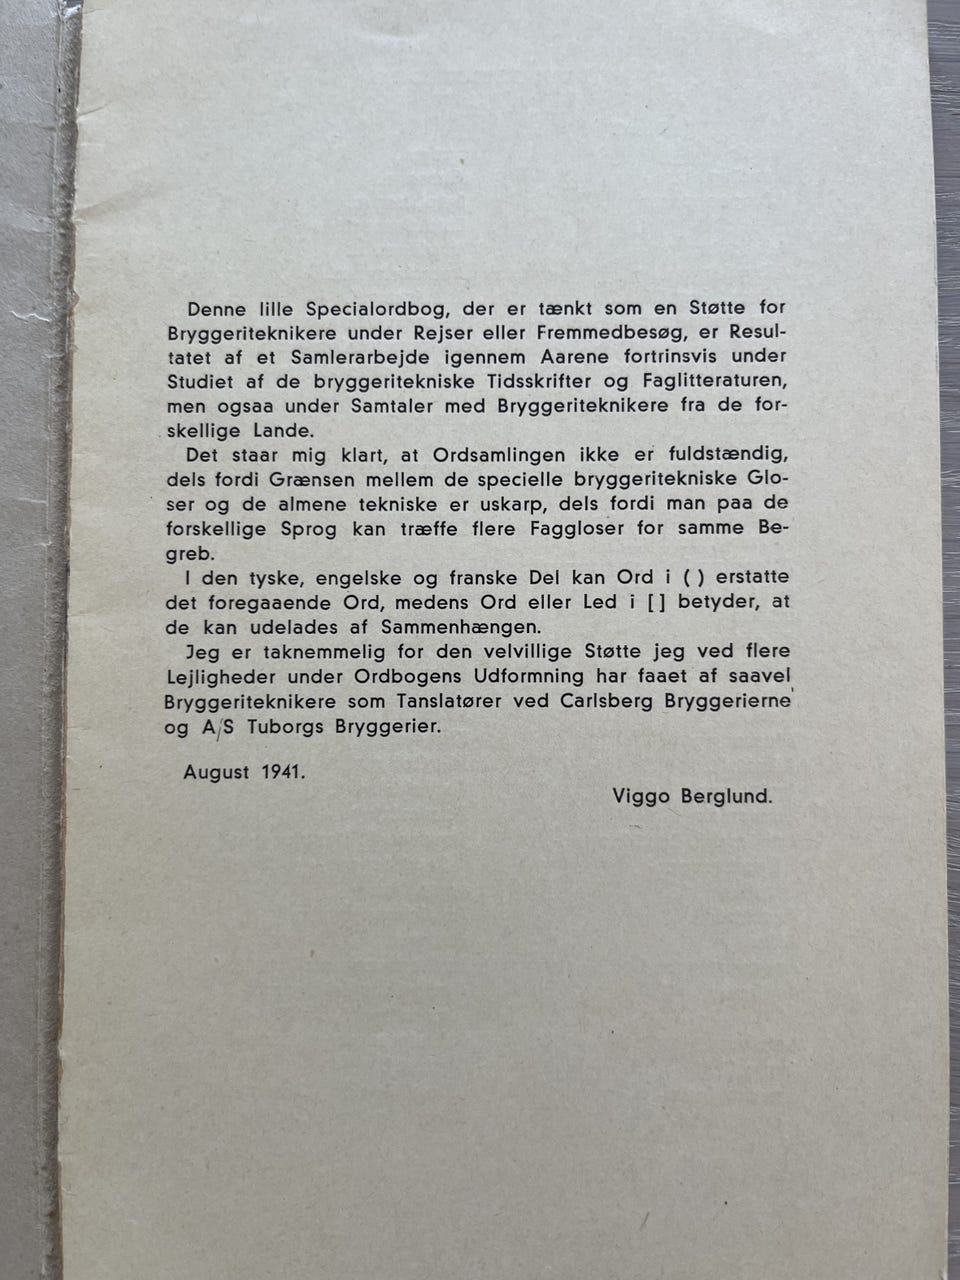 Denne lille Specialordbog, der er tænkt som en Støtte for
Bryggeriteknikere under Rejser eller Fremmedbesøg, er Resul-
tatet af et Samlerarbejde igennem Aarene fortrinsvis under
Studiet af de bryggeritekniske Tidsskrifter og Faglitteraturen,
men ogsaa under Samtaler med Bryggeriteknikere fra de for-
skellige Lande.
Det staar mig klart, at Ordsamlingen ikke er fuldstændig,
dels fordi Grænsen mellem de specielle bryggeritekniske Glo-
ser og de almene tekniske er uskarp, dels fordi man paa de
forskellige Sprog kan træffe flere Faggloser for samme Be-
greb.
I den tyske, engelske og franske Del kan Ord i ( ) erstatte
det foregaaende Ord, medens Ord eller Led i [ ] betyder, at
de kan udelades af Sammenhængen.
Jeg er taknemmelig for den velvillige Støtte jeg ved flere
Lejligheder under Ordbogens Udformning har faaet af saavel
Bryggeriteknikere som Tanslatører ved Carlsberg Bryggerierne
og A/S Tuborgs Bryggerier.
August 1941.
Viggo Berglund.